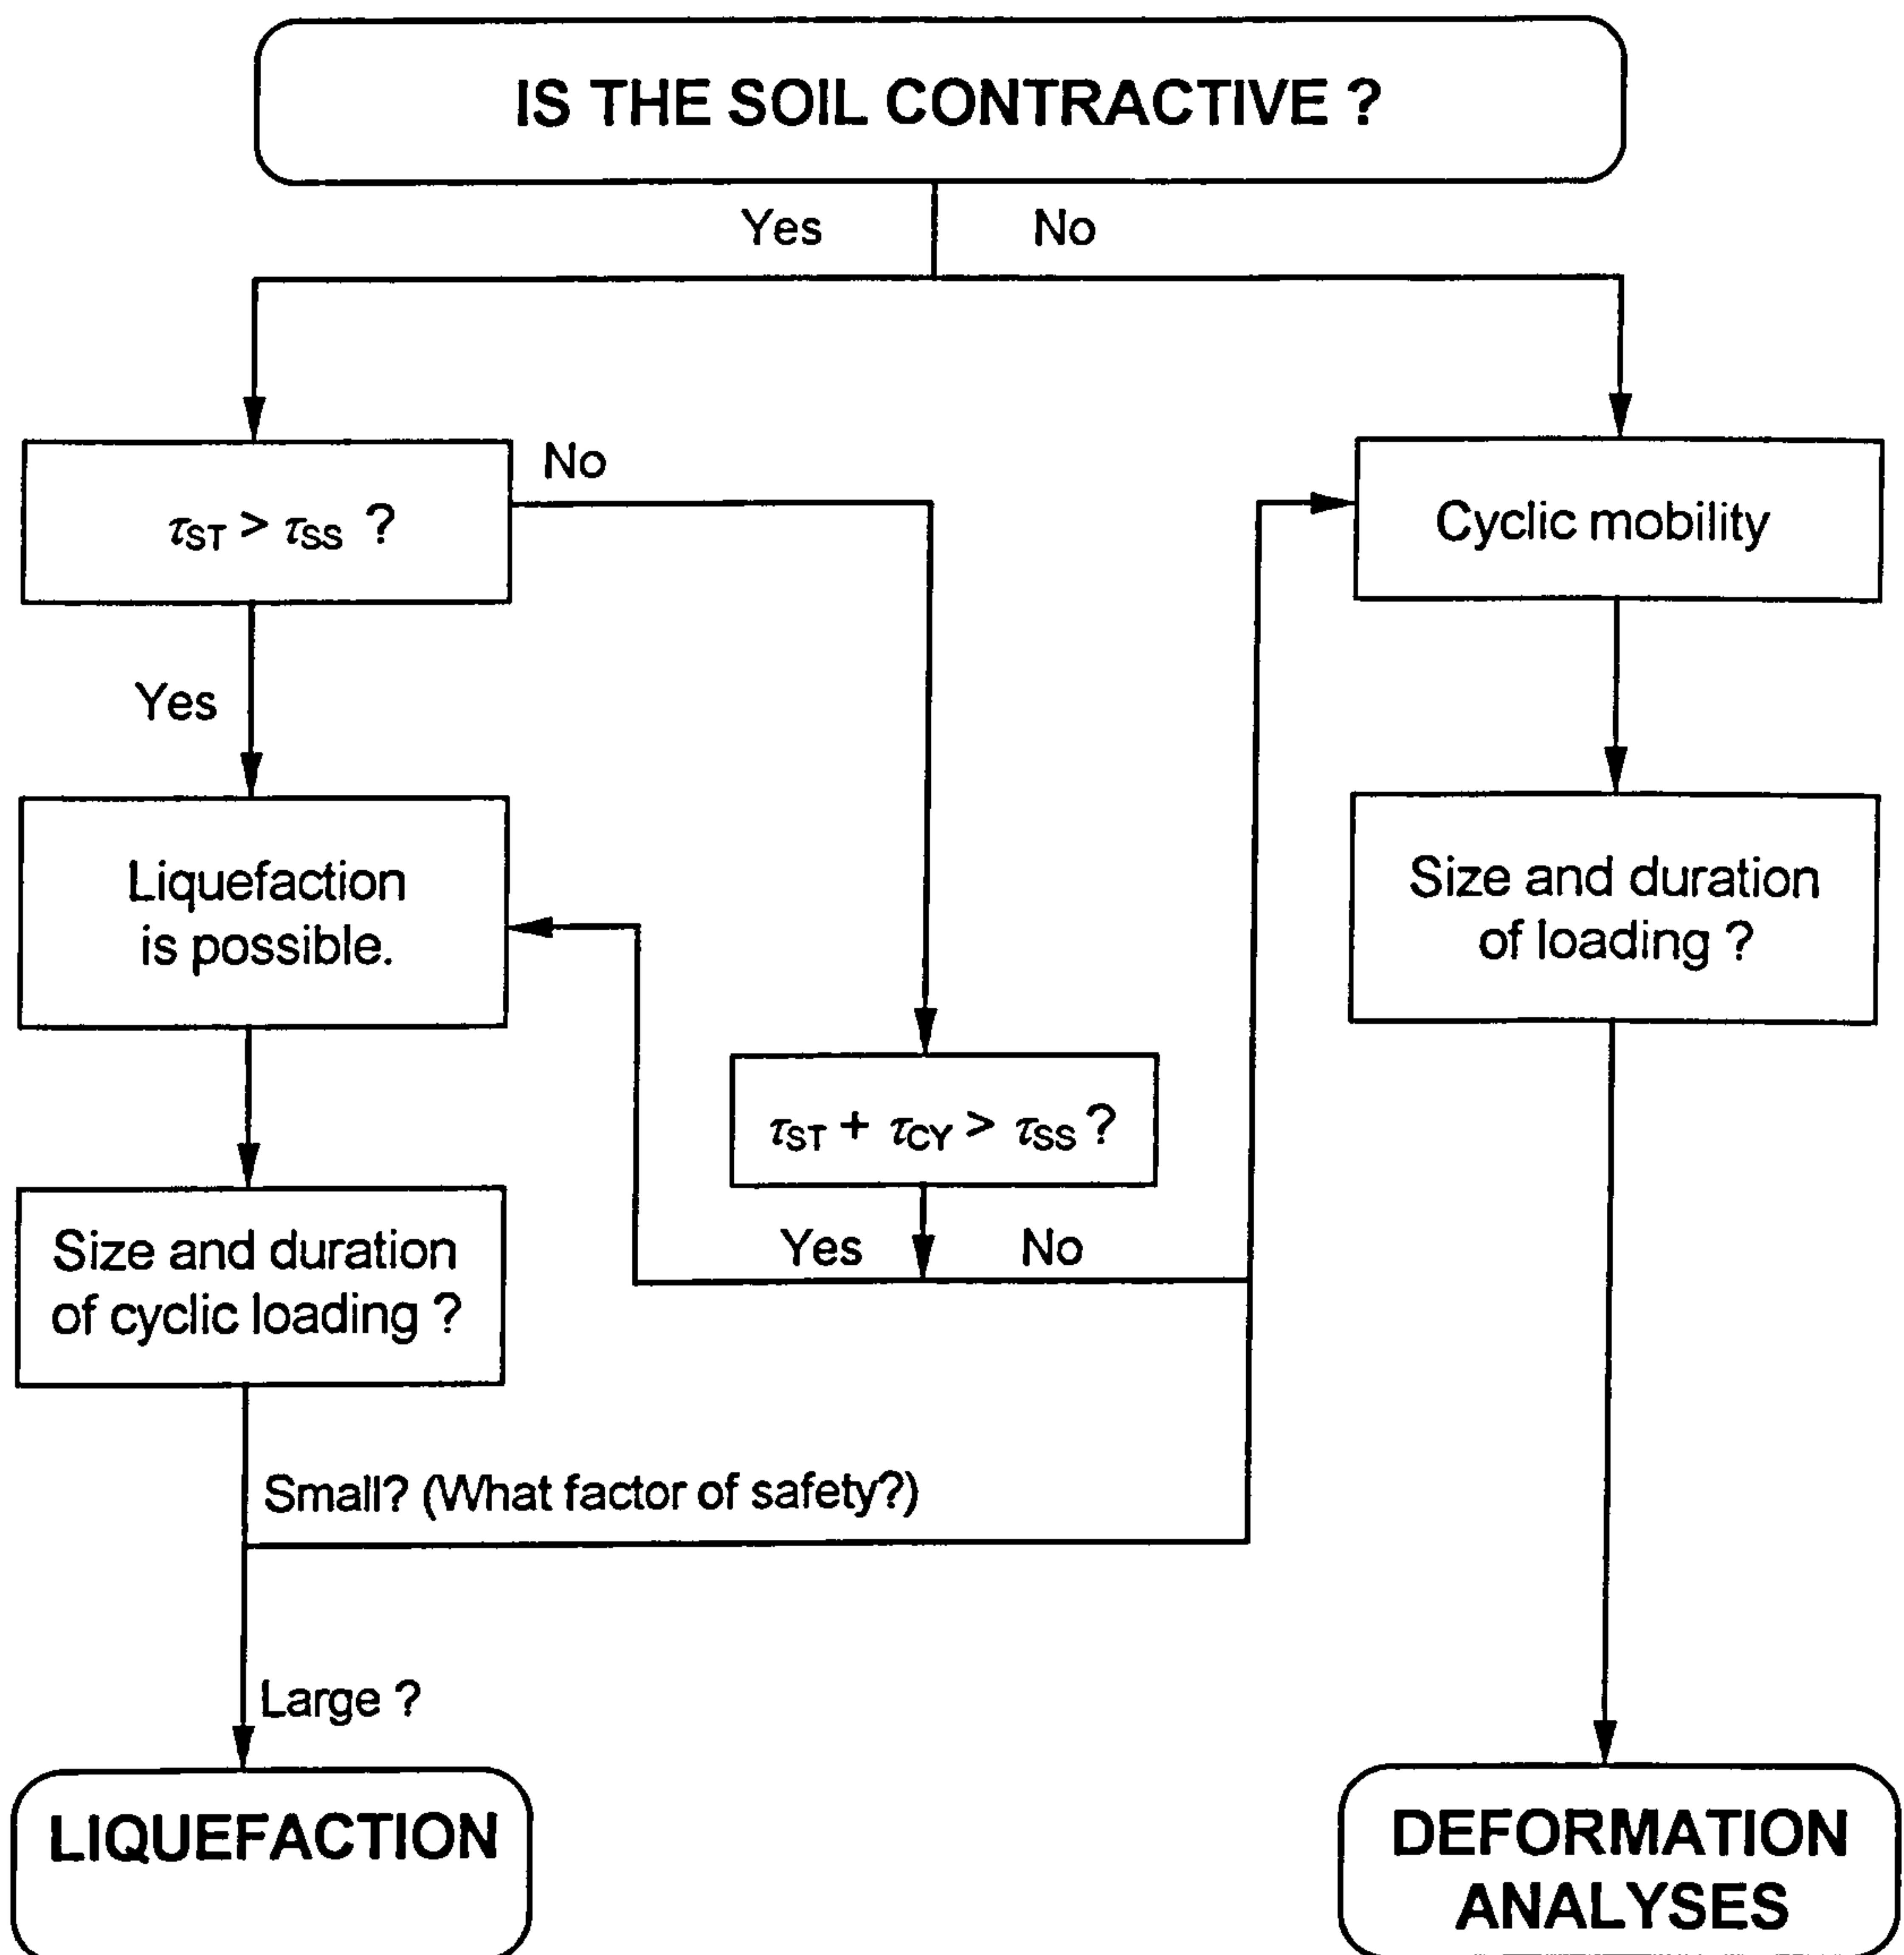 IS THE SOIL CONTRACTIVE ?
Yes
No
τST > τSS ?
No
Cyclic mobility
Yes
Liquefaction
is possible.
Size and duration
of loading ?
τST + τCY > τSS ?
Size and duration
of cyclic loading ?
Yes
No
Small? (What factor of safety?)
Large ?
LIQUEFACTION
DEFORMATION
ANALYSES